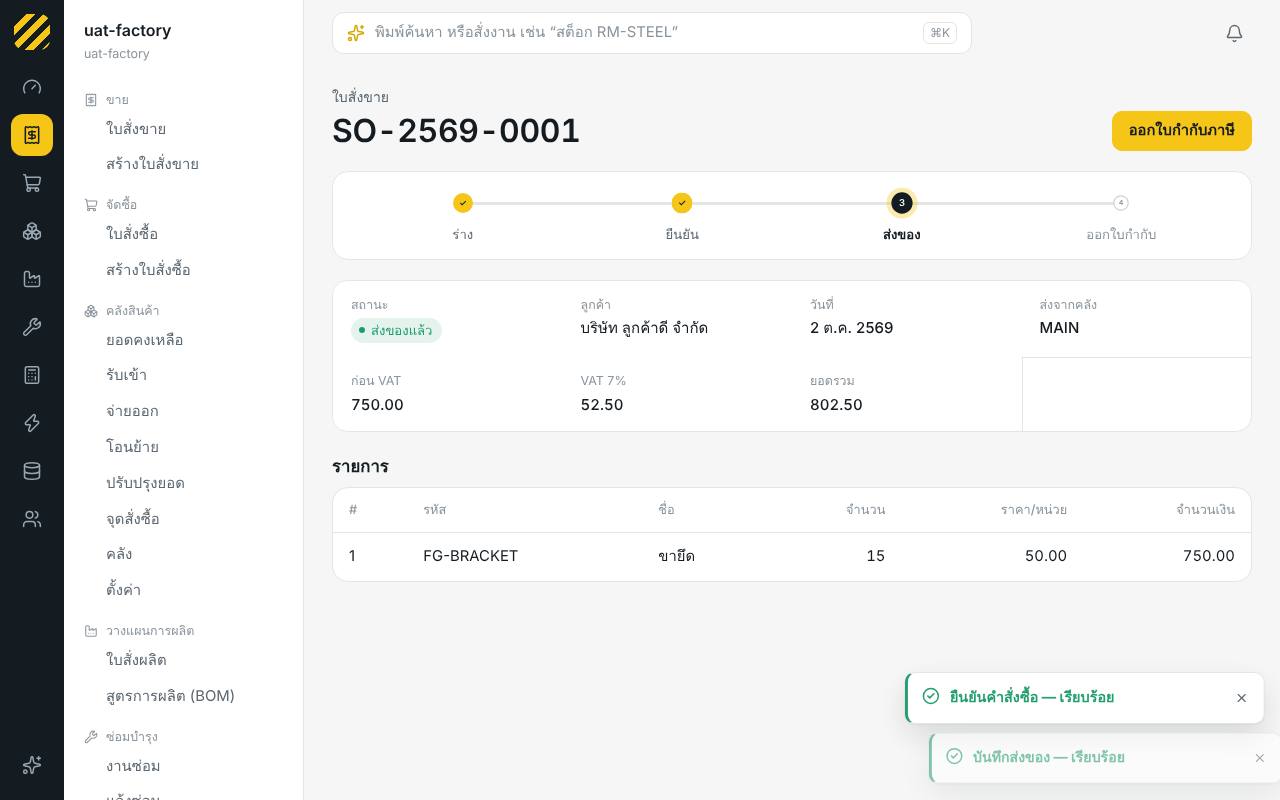 uat-factory
uat-factory
ขาย
ใบสั่งขาย
สร้างใบสั่งขาย
จัดซื้อ
ใบสั่งซื้อ
สร้างใบสั่งซื้อ
คลังสินค้า
ยอดคงเหลือ
รับเข้า
จ่ายออก
โอนย้าย
ปรับปรุงยอด
จุดสั่งซื้อ
คลัง
ตั้งค่า
วางแผนการผลิต
ใบสั่งผลิต
สูตรการผลิต (BOM)
ซ่อมบำรุง
งานซ่อม
แจ้งซ่อม
พิมพ์ค้นหา หรือสั่งงาน เช่น “สต็อก RM-STEEL” ⌘K
ใบสั่งขาย
SO-2569-0001
ออกใบกำกับภาษี
3 4
ร่าง ยืนยัน ส่งของ ออกใบกำกับ
สถานะ ลูกค้า วันที่ ส่งจากคลัง
ส่งของแล้ว บริษัท ลูกค้าดี จำกัด 2 ต.ค. 2569 MAIN
ก่อน VAT VAT 7% ยอดรวม
750.00 52.50 802.50
รายการ
# รหัส ชื่อ จำนวน ราคา/หน่วย จำนวนเงิน
1 FG-BRACKET ขายึด 15 50.00 750.00
ยืนยันคำสั่งซื้อ — เรียบร้อย
บันทึกส่งของ — เรียบร้อย